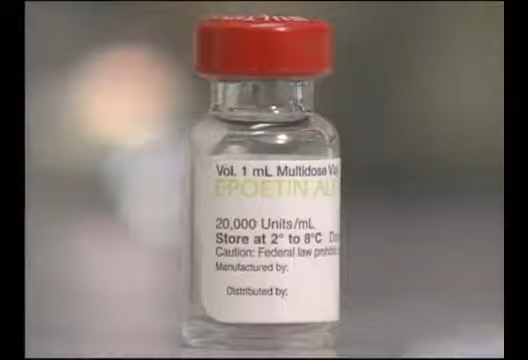 Vol. 1 mL Multidose
EPOETIN
20,000 Units/mL
Store at 2° to 8°C
Caution: Federal law
Manufactured by:
Distributed by: